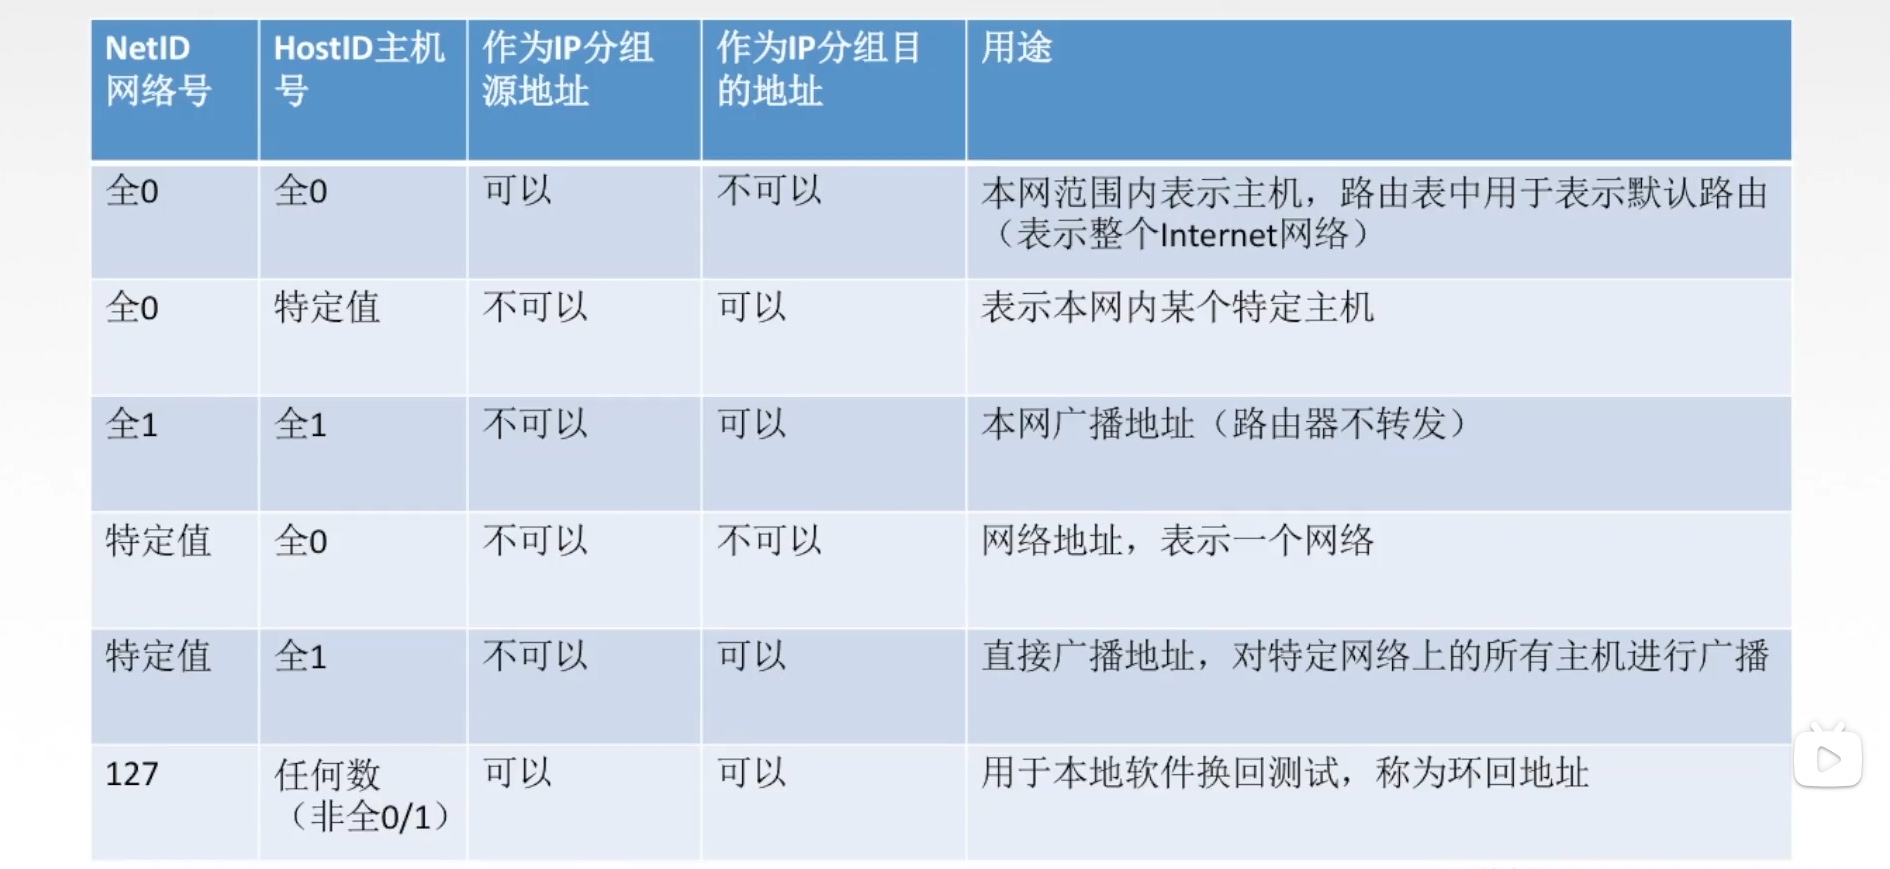 NetID
网络号
HostID主机
号
作为IP分组
源地址
作为IP分组目
的地址
用途
全0
全0
可以
不可以
本网范围内表示主机，路由表中用于表示默认路由
（表示整个Internet网络）
全0
特定值
不可以
可以
表示本网内某个特定主机
全1
全1
不可以
可以
本网广播地址（路由器不转发）
特定值
全0
不可以
不可以
网络地址，表示一个网络
特定值
全1
不可以
可以
直接广播地址，对特定网络上的所有主机进行广播
127
任何数
（非全0/1）
可以
可以
用于本地软件换回测试，称为环回地址